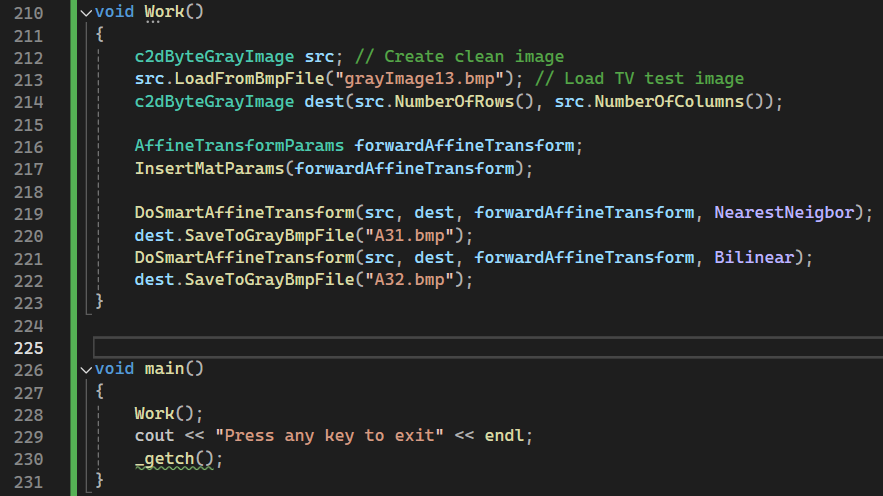 210 void Work()
211 {
212     c2dByteGrayImage src; // Create clean image
213     src.LoadFromBmpFile("grayImage13.bmp"); // Load TV test image
214     c2dByteGrayImage dest(src.NumberOfRows(), src.NumberOfColumns());
215
216     AffineTransformParams forwardAffineTransform;
217     InsertMatParams(forwardAffineTransform);
218
219     DoSmartAffineTransform(src, dest, forwardAffineTransform, NearestNeigbor);
220     dest.SaveToGrayBmpFile("A31.bmp");
221     DoSmartAffineTransform(src, dest, forwardAffineTransform, Bilinear);
222     dest.SaveToGrayBmpFile("A32.bmp");
223 }
224
225
226 void main()
227 {
228     Work();
229     cout << "Press any key to exit" << endl;
230     _getch();
231 }